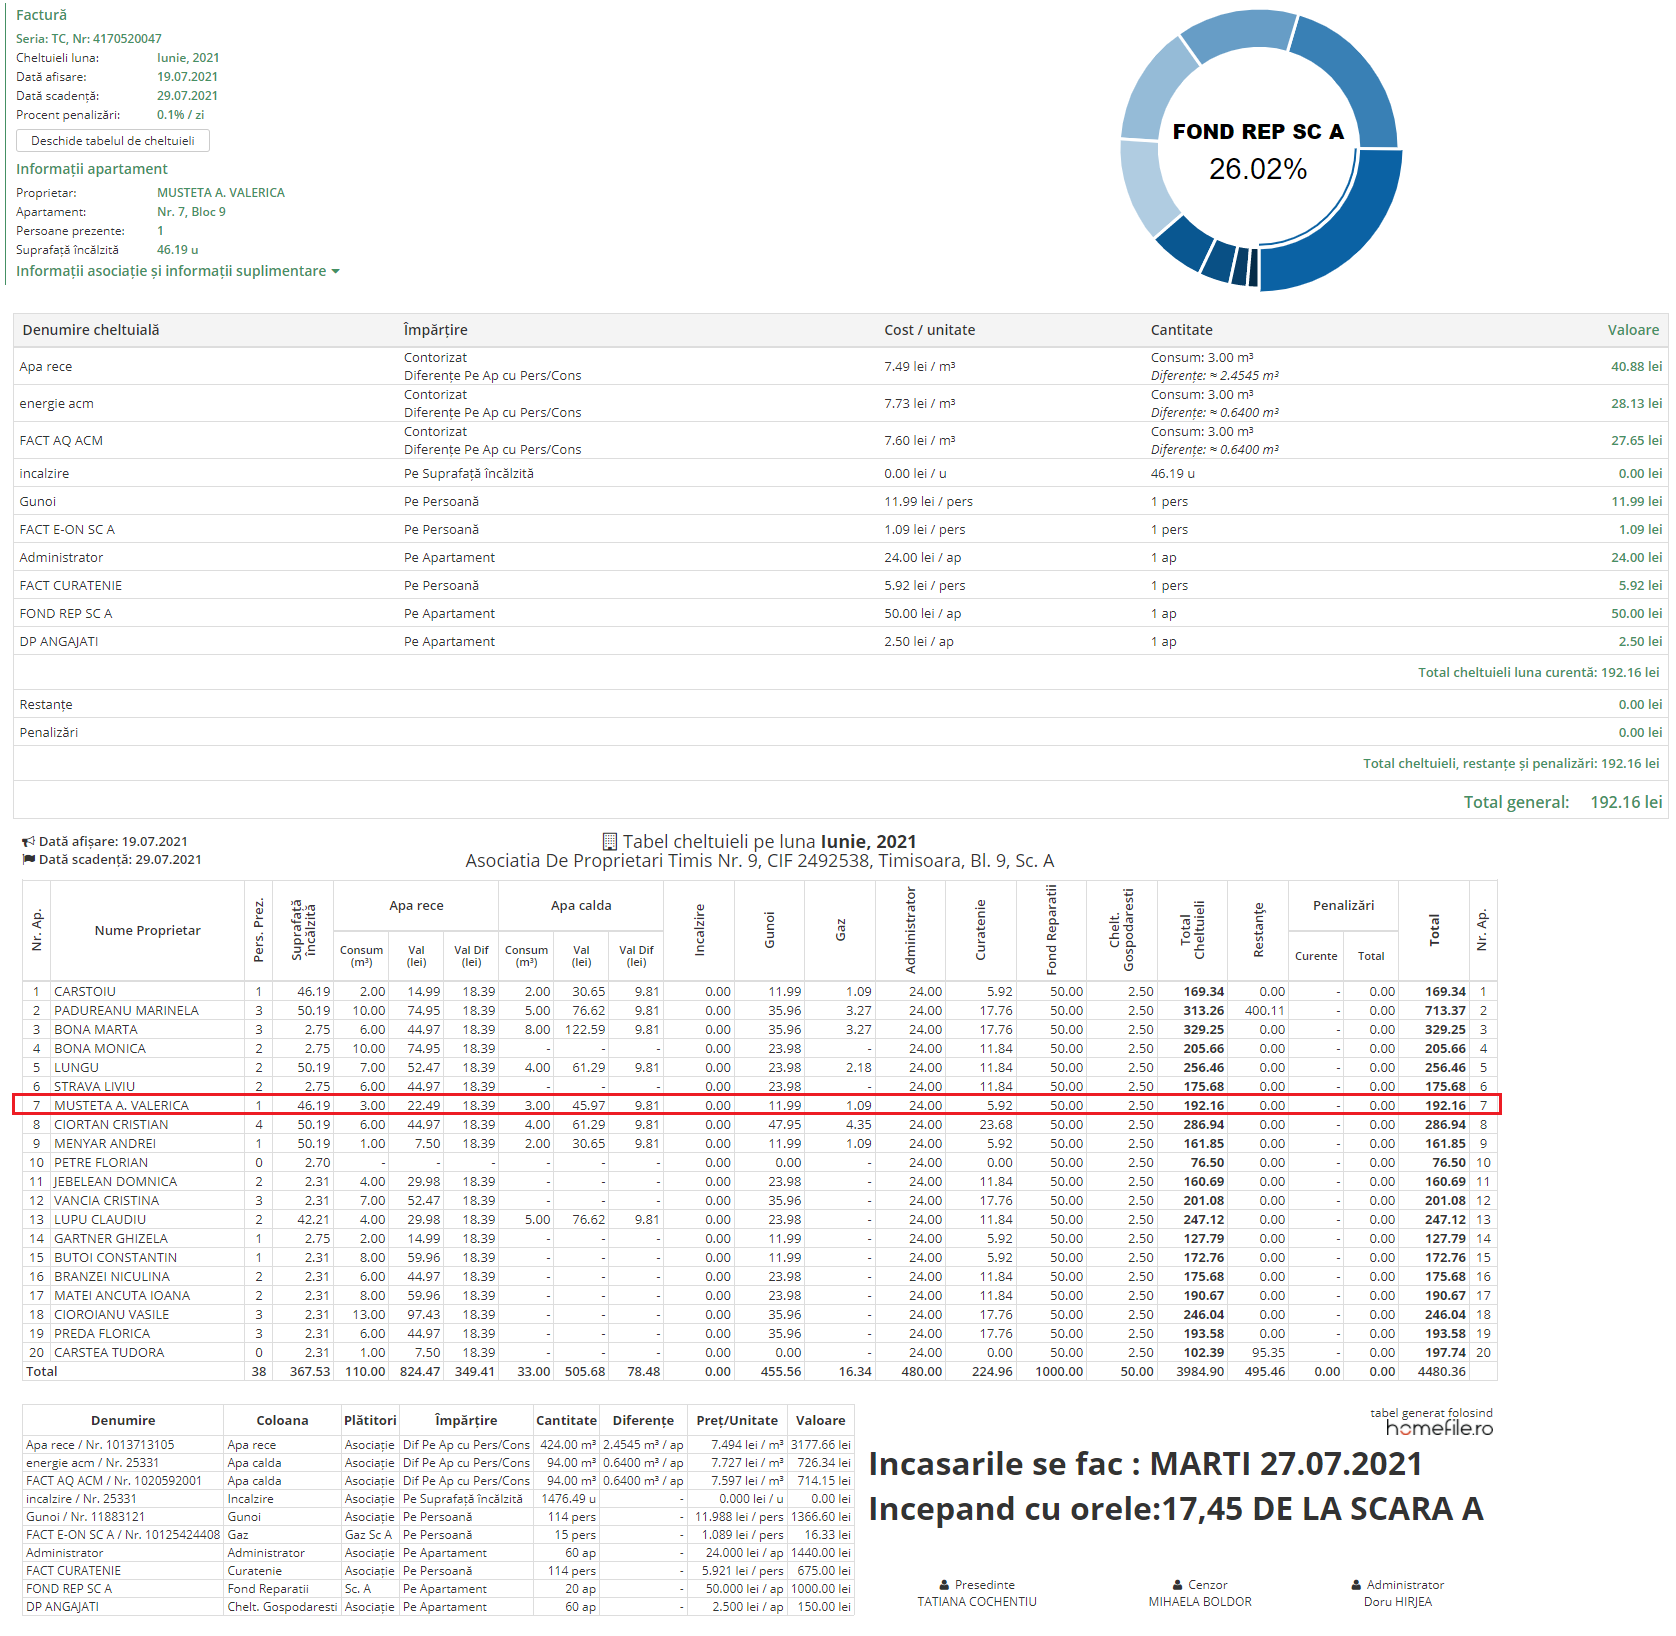 Factură
Seria: TC, Nr: 4170520047
Cheltuieli luna: Iunie, 2021
Dată afisare: 19.07.2021
Dată scadență: 29.07.2021
Procent penalizări: 0.1% / zi
Deschide tabelul de cheltuieli
Informații apartament
Proprietar: MUSTETA A. VALERICA
Apartament: Nr. 7, Bloc 9
Persoane prezente: 1
Suprafață încălzită 46.19 u
Informații asociație și informații suplimentare
FOND REP SC A
26.02%
Denumire cheltuială Împărțire Cost / unitate Cantitate Valoare
Apa rece Contorizat Diferențe Pe Ap cu Pers/Cons 7.49 lei / m³ Consum: 3.00 m³ Diferențe: ≈ 2.4545 m³ 40.88 lei
energie acm Contorizat Diferențe Pe Ap cu Pers/Cons 7.73 lei / m³ Consum: 3.00 m³ Diferențe: ≈ 0.6400 m³ 28.13 lei
FACT AQ ACM Contorizat Diferențe Pe Ap cu Pers/Cons 7.60 lei / m³ Consum: 3.00 m³ Diferențe: ≈ 0.6400 m³ 27.65 lei
incalzire Pe Suprafață încălzită 0.00 lei / u 46.19 u 0.00 lei
Gunoi Pe Persoană 11.99 lei / pers 1 pers 11.99 lei
FACT E-ON SC A Pe Persoană 1.09 lei / pers 1 pers 1.09 lei
Administrator Pe Apartament 24.00 lei / ap 1 ap 24.00 lei
FACT CURATENIE Pe Persoană 5.92 lei / pers 1 pers 5.92 lei
FOND REP SC A Pe Apartament 50.00 lei / ap 1 ap 50.00 lei
DP ANGAJATI Pe Apartament 2.50 lei / ap 1 ap 2.50 lei
Total cheltuieli luna curentă: 192.16 lei
Restanțe 0.00 lei
Penalizări 0.00 lei
Total cheltuieli, restanțe și penalizări: 192.16 lei
Total general: 192.16 lei
Dată afișare: 19.07.2021
Dată scadență: 29.07.2021
Tabel cheltuieli pe luna Iunie, 2021
Asociatia De Proprietari Timis Nr. 9, CIF 2492538, Timisoara, Bl. 9, Sc. A
Nr. Ap. Nume Proprietar Pers. Prez. Suprafață încălzită Apa rece Apa calda Incalzire Gunoi Gaz Administrator Curatenie Fond Reparatii Chelt. Gospodaresti Total Cheltuieli Restanțe Penalizări Total Nr. Ap.
Consum (m³) Val (lei) Val Dif (lei) Consum (m³) Val (lei) Val Dif (lei) Curente Total
1 CARSTOIU 1 46.19 2.00 14.99 18.39 2.00 30.65 9.81 0.00 11.99 1.09 24.00 5.92 50.00 2.50 169.34 0.00 - 0.00 169.34 1
2 PADUREANU MARINELA 3 50.19 10.00 74.95 18.39 5.00 76.62 9.81 0.00 35.96 3.27 24.00 17.76 50.00 2.50 313.26 400.11 - 0.00 713.37 2
3 BONA MARTA 3 2.75 6.00 44.97 18.39 8.00 122.59 9.81 0.00 35.96 3.27 24.00 17.76 50.00 2.50 329.25 0.00 - 0.00 329.25 3
4 BONA MONICA 2 2.75 10.00 74.95 18.39 - - - 0.00 23.98 - 24.00 11.84 50.00 2.50 205.66 0.00 - 0.00 205.66 4
5 LUNGU 2 50.19 7.00 52.47 18.39 4.00 61.29 9.81 0.00 23.98 2.18 24.00 11.84 50.00 2.50 256.46 0.00 - 0.00 256.46 5
6 STRAVA LIVIU 2 2.75 6.00 44.97 18.39 - - - 0.00 23.98 - 24.00 11.84 50.00 2.50 175.68 0.00 - 0.00 175.68 6
7 MUSTETA A. VALERICA 1 46.19 3.00 22.49 18.39 3.00 45.97 9.81 0.00 11.99 1.09 24.00 5.92 50.00 2.50 192.16 0.00 - 0.00 192.16 7
8 CIORTAN CRISTIAN 4 50.19 6.00 44.97 18.39 4.00 61.29 9.81 0.00 47.95 4.35 24.00 23.68 50.00 2.50 286.94 0.00 - 0.00 286.94 8
9 MENYAR ANDREI 1 50.19 1.00 7.50 18.39 2.00 30.65 9.81 0.00 11.99 1.09 24.00 5.92 50.00 2.50 161.85 0.00 - 0.00 161.85 9
10 PETRE FLORIAN 0 2.70 - - - - - - 0.00 0.00 - 24.00 0.00 50.00 2.50 76.50 0.00 - 0.00 76.50 10
11 JEBELEAN DOMNICA 2 2.31 4.00 29.98 18.39 - - - 0.00 23.98 - 24.00 11.84 50.00 2.50 160.69 0.00 - 0.00 160.69 11
12 VANCIA CRISTINA 3 2.31 7.00 52.47 18.39 - - - 0.00 35.96 - 24.00 17.76 50.00 2.50 201.08 0.00 - 0.00 201.08 12
13 LUPU CLAUDIU 2 42.21 4.00 29.98 18.39 5.00 76.62 9.81 0.00 23.98 - 24.00 11.84 50.00 2.50 247.12 0.00 - 0.00 247.12 13
14 GARTNER GHIZELA 1 2.75 2.00 14.99 18.39 - - - 0.00 11.99 - 24.00 5.92 50.00 2.50 127.79 0.00 - 0.00 127.79 14
15 BUTOI CONSTANTIN 1 2.31 8.00 59.96 18.39 - - - 0.00 11.99 - 24.00 5.92 50.00 2.50 172.76 0.00 - 0.00 172.76 15
16 BRANZEI NICULINA 2 2.31 6.00 44.97 18.39 - - - 0.00 23.98 - 24.00 11.84 50.00 2.50 175.68 0.00 - 0.00 175.68 16
17 MATEI ANCUTA IOANA 2 2.31 8.00 59.96 18.39 - - - 0.00 23.98 - 24.00 11.84 50.00 2.50 190.67 0.00 - 0.00 190.67 17
18 CIOROIANU VASILE 3 2.31 13.00 97.43 18.39 - - - 0.00 35.96 - 24.00 17.76 50.00 2.50 246.04 0.00 - 0.00 246.04 18
19 PREDA FLORICA 3 2.31 6.00 44.97 18.39 - - - 0.00 35.96 - 24.00 17.76 50.00 2.50 193.58 0.00 - 0.00 193.58 19
20 CARSTEA TUDORA 0 2.31 1.00 7.50 18.39 - - - 0.00 0.00 - 24.00 0.00 50.00 2.50 102.39 95.35 - 0.00 197.74 20
Total 38 367.53 110.00 824.47 349.41 33.00 505.68 78.48 0.00 455.56 16.34 480.00 224.96 1000.00 50.00 3984.90 495.46 0.00 0.00 4480.36
Denumire Coloana Plătitori Împărțire Cantitate Diferențe Preț/Unitate Valoare
Apa rece / Nr. 1013713105 Apa rece Asociație Dif Pe Ap cu Pers/Cons 424.00 m³ 2.4545 m³ / ap 7.494 lei / m³ 3177.66 lei
energie acm / Nr. 25331 Apa calda Asociație Dif Pe Ap cu Pers/Cons 94.00 m³ 0.6400 m³ / ap 7.727 lei / m³ 726.34 lei
FACT AQ ACM / Nr. 1020592001 Apa calda Asociație Dif Pe Ap cu Pers/Cons 94.00 m³ 0.6400 m³ / ap 7.597 lei / m³ 714.15 lei
incalzire / Nr. 25331 Incalzire Asociație Pe Suprafață încălzită 1476.49 u - 0.000 lei / u 0.00 lei
Gunoi / Nr. 11883121 Gunoi Asociație Pe Persoană 114 pers - 11.988 lei / pers 1366.60 lei
FACT E-ON SC A / Nr. 10125424408 Gaz Gaz Sc A Pe Persoană 15 pers - 1.089 lei / pers 16.33 lei
Administrator Administrator Asociație Pe Apartament 60 ap - 24.000 lei / ap 1440.00 lei
FACT CURATENIE Curatenie Asociație Pe Persoană 114 pers - 5.921 lei / pers 675.00 lei
FOND REP SC A Fond Reparatii Sc. A Pe Apartament 20 ap - 50.000 lei / ap 1000.00 lei
DP ANGAJATI Chelt. Gospodaresti Asociație Pe Apartament 60 ap - 2.500 lei / ap 150.00 lei
tabel generat folosind
homefile.ro
Incasarile se fac : MARTI 27.07.2021
Incepand cu orele:17,45 DE LA SCARA A
Presedinte Cenzor Administrator
TATIANA COCHENTIU MIHAELA BOLDOR Doru HIRJEA